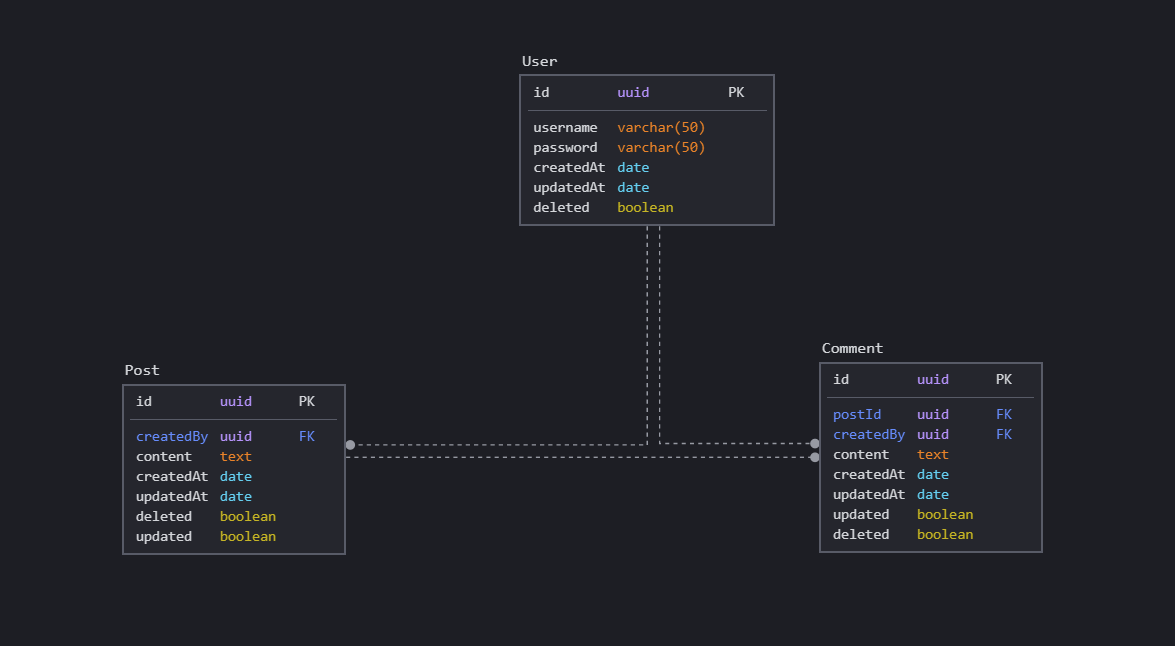 User
id uuid PK
username varchar(50)
password varchar(50)
createdAt date
updatedAt date
deleted boolean
Post
id uuid PK
createdBy uuid FK
content text
createdAt date
updatedAt date
deleted boolean
updated boolean
Comment
id uuid PK
postId uuid FK
createdBy uuid FK
content text
createdAt date
updatedAt date
updated boolean
deleted boolean